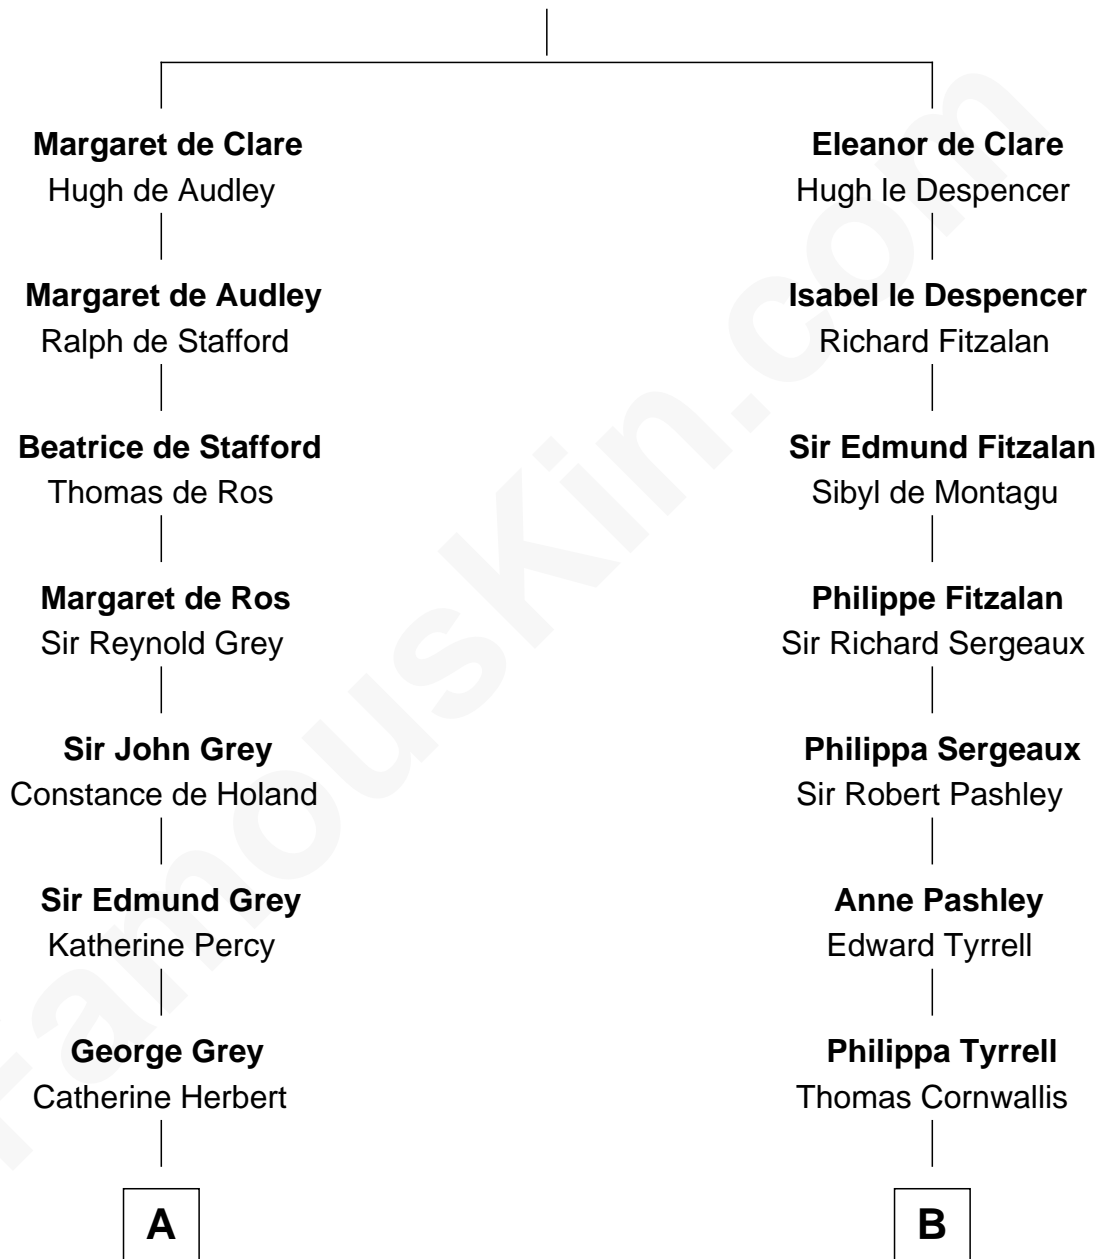 Margaret de Clare
Hugh de Audley
Margaret de Audley
Ralph de Stafford
Beatrice de Stafford
Thomas de Ros
Margaret de Ros
Sir Reynold Grey
Sir John Grey
Constance de Holand
Sir Edmund Grey
Katherine Percy
George Grey
Catherine Herbert
A
Eleanor de Clare
Hugh le Despencer
Isabel le Despencer
Richard Fitzalan
Sir Edmund Fitzalan
Sibyl de Montagu
Philippe Fitzalan
Sir Richard Sergeaux
Philippa Sergeaux
Sir Robert Pashley
Anne Pashley
Edward Tyrrell
Philippa Tyrrell
Thomas Cornwallis
B
FamousKin.com